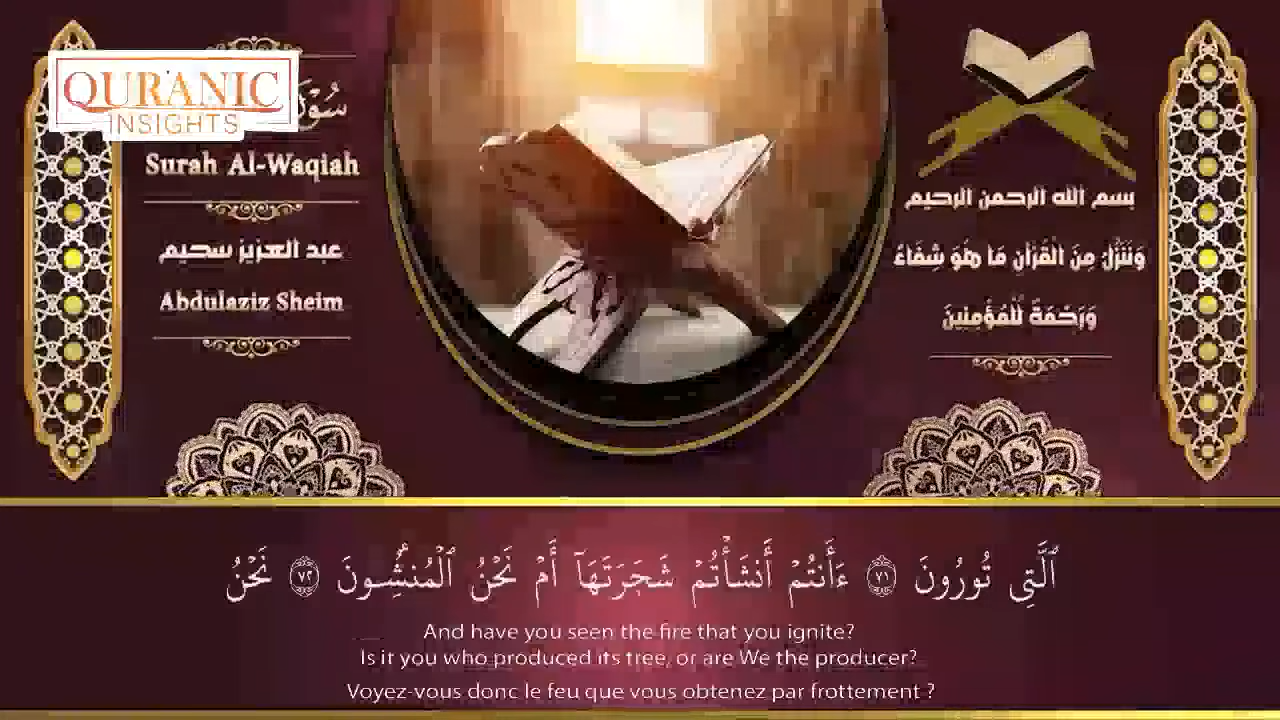 QURANIC
INSIGHTS
Surah Al-Waqiah
عبد العزيز سحيم
Abdulaziz Sheim
بسم الله الرحمن الرحيم
وَنُنَزِّلُ مِنَ الْقُرْآنِ مَا هُوَ شِفَاءٌ
وَرَحْمَةٌ لِّلْمُؤْمِنِينَ
ٱلَّتِى تُورُونَ ٧١ ءَأَنتُمْ أَنشَأْتُمْ شَجَرَتَهَآ أَمْ نَحْنُ ٱلْمُنشِـُٔونَ ٧٢ نَحْنُ
And have you seen the fire that you ignite?
Is it you who produced its tree, or are We the producer?
Voyez-vous donc le feu que vous obtenez par frottement ?